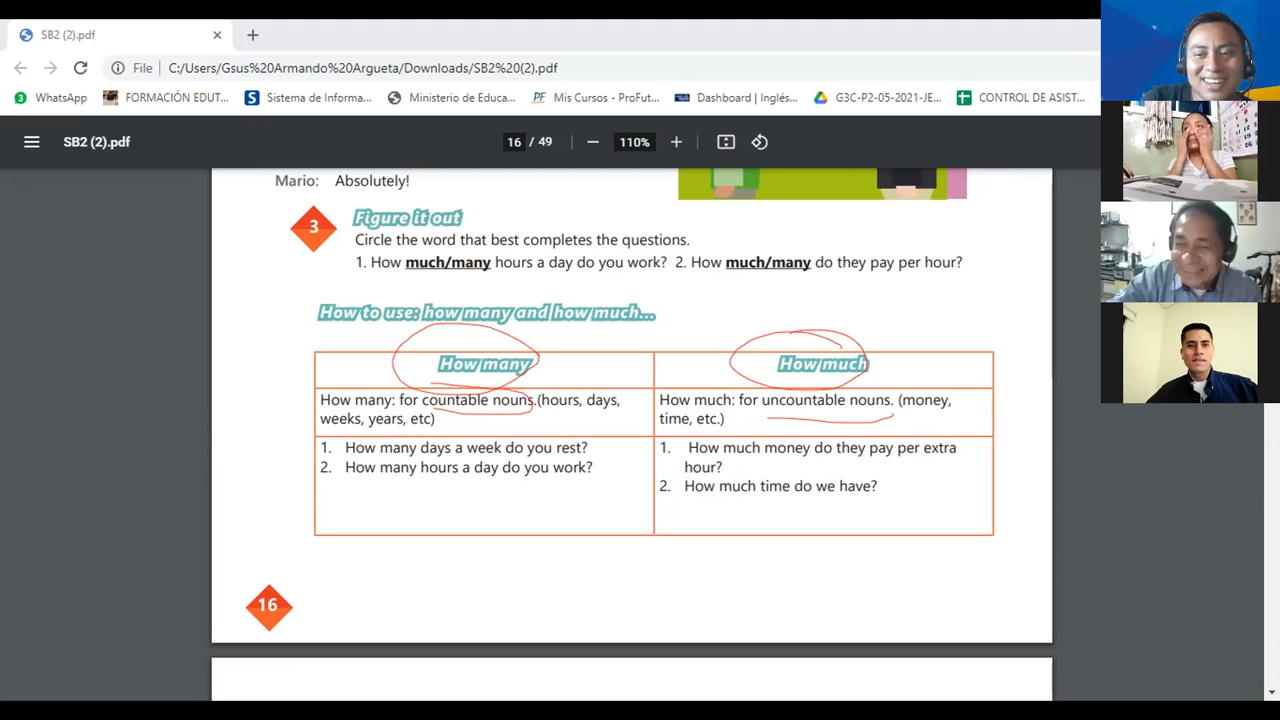 SB2 (2).pdf
File
C:/Users/Gsus%20Armando%20Argueta/Downloads/SB2%20(2).pdf
WhatsApp
FORMACIÓN EDUT...
Sistema de Informa...
Ministerio de Educa...
PF Mis Cursos - ProFut...
Dashboard | Inglés...
G3C-P2-05-2021-JE...
CONTROL DE ASIST...
SB2 (2).pdf
16 / 49
110%
Mario: Absolutely!
3 Figure it out
Circle the word that best completes the questions.
1. How much/many hours a day do you work? 2. How much/many do they pay per hour?
How to use: how many and how much...
How many
How much
How many: for countable nouns.(hours, days,
weeks, years, etc)
How much: for uncountable nouns. (money,
time, etc.)
1. How many days a week do you rest?
2. How many hours a day do you work?
1. How much money do they pay per extra
hour?
2. How much time do we have?
16